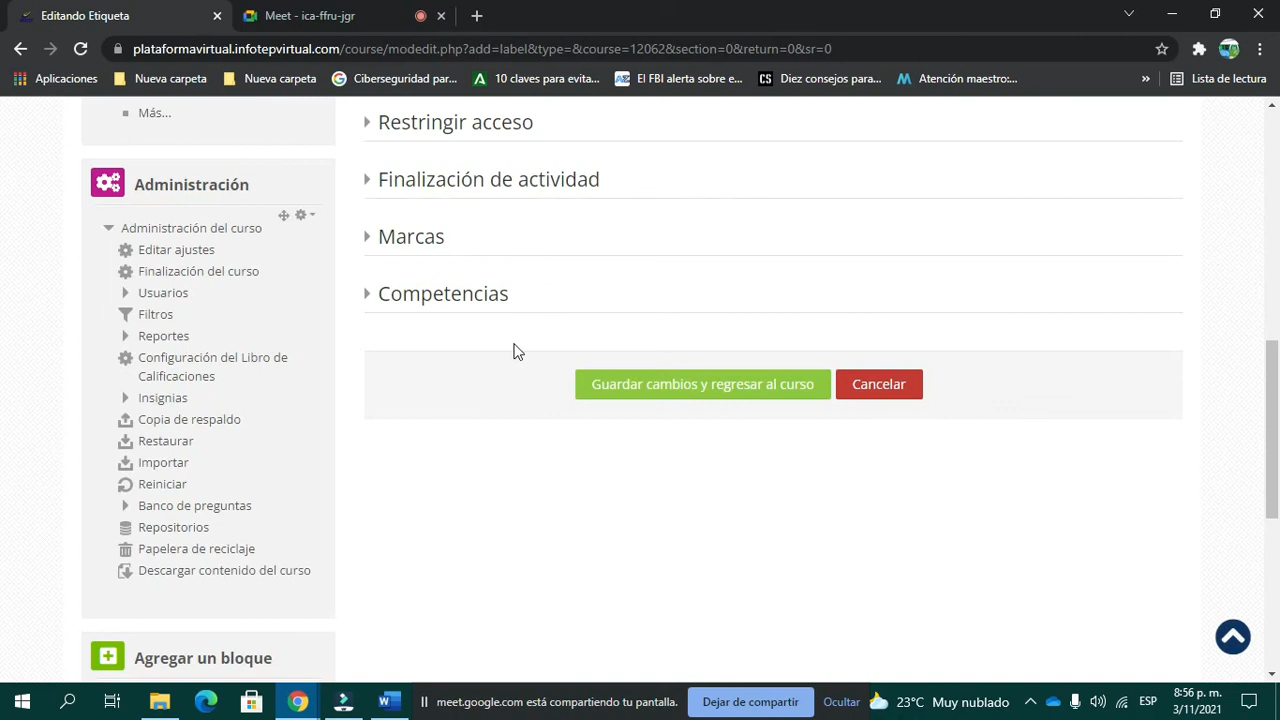 Editando Etiqueta
Meet - ica-ffru-jgr
plataformavirtual.infotepvirtual.com/course/modedit.php?add=label&type=&course=12062&section=0&return=0&sr=0
Aplicaciones
Nueva carpeta
Nueva carpeta
Ciberseguridad par...
10 claves para evita...
El FBI alerta sobre e...
Diez consejos para...
Atención maestro:...
»
Lista de lectura
Más...
Administración
Administración del curso
Editar ajustes
Finalización del curso
Usuarios
Filtros
Reportes
Configuración del Libro de
Calificaciones
Insignias
Copia de respaldo
Restaurar
Importar
Reiniciar
Banco de preguntas
Repositorios
Papelera de reciclaje
Descargar contenido del curso
Agregar un bloque
Restringir acceso
Finalización de actividad
Marcas
Competencias
Guardar cambios y regresar al curso
Cancelar
meet.google.com está compartiendo tu pantalla.
Dejar de compartir
Ocultar
23°C Muy nublado
ESP
8:56 p. m.
3/11/2021